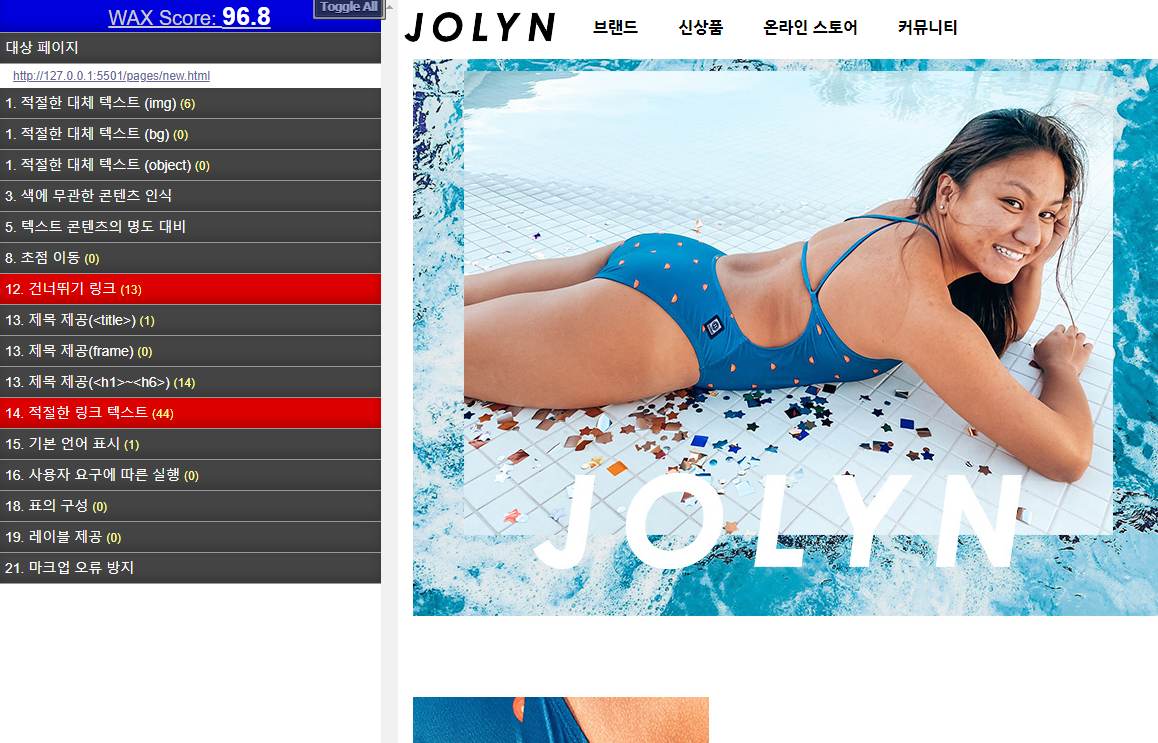 WAX Score: 96.8
Toggle All
대상 페이지
http://127.0.0.1:5501/pages/new.html
1. 적절한 대체 텍스트 (img) (6)
1. 적절한 대체 텍스트 (bg) (0)
1. 적절한 대체 텍스트 (object) (0)
3. 색에 무관한 콘텐츠 인식
5. 텍스트 콘텐츠의 명도 대비
8. 초점 이동 (0)
12. 건너뛰기 링크 (13)
13. 제목 제공(<title>) (1)
13. 제목 제공(frame) (0)
13. 제목 제공(<h1>~<h6>) (14)
14. 적절한 링크 텍스트 (44)
15. 기본 언어 표시 (1)
16. 사용자 요구에 따른 실행 (0)
18. 표의 구성 (0)
19. 레이블 제공 (0)
21. 마크업 오류 방지
JOLYN 브랜드 신상품 온라인 스토어 커뮤니티
JOLYN